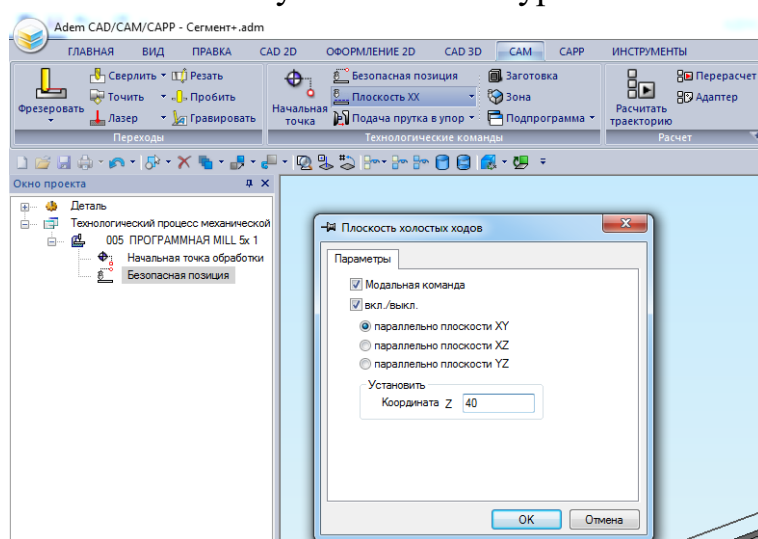 Adem CAD/CAM/CAPP - Сегмент+.adm
ГЛАВНАЯ ВИД ПРАВКА CAD 2D ОФОРМЛЕНИЕ 2D CAD 3D CAM CAPP ИНСТРУМЕНТЫ
Фрезеровать
Сверлить Резать
Точить Пробить
Лазер Гравировать
Переходы
Начальная точка
Безопасная позиция Заготовка
Плоскость XX Зона
Подача прутка в упор Подпрограмма
Технологические команды
Расчитать траекторию
Перерасчет
Адаптер
Расчет
Окно проекта
Деталь
Технологический процесс механической
005 ПРОГРАММНАЯ MILL 5x 1
Начальная точка обработки
Безопасная позиция
Плоскость холостых ходов
Параметры
Модальная команда
вкл./выкл.
параллельно плоскости XY
параллельно плоскости XZ
параллельно плоскости YZ
Установить
Координата Z 40
OK Отмена